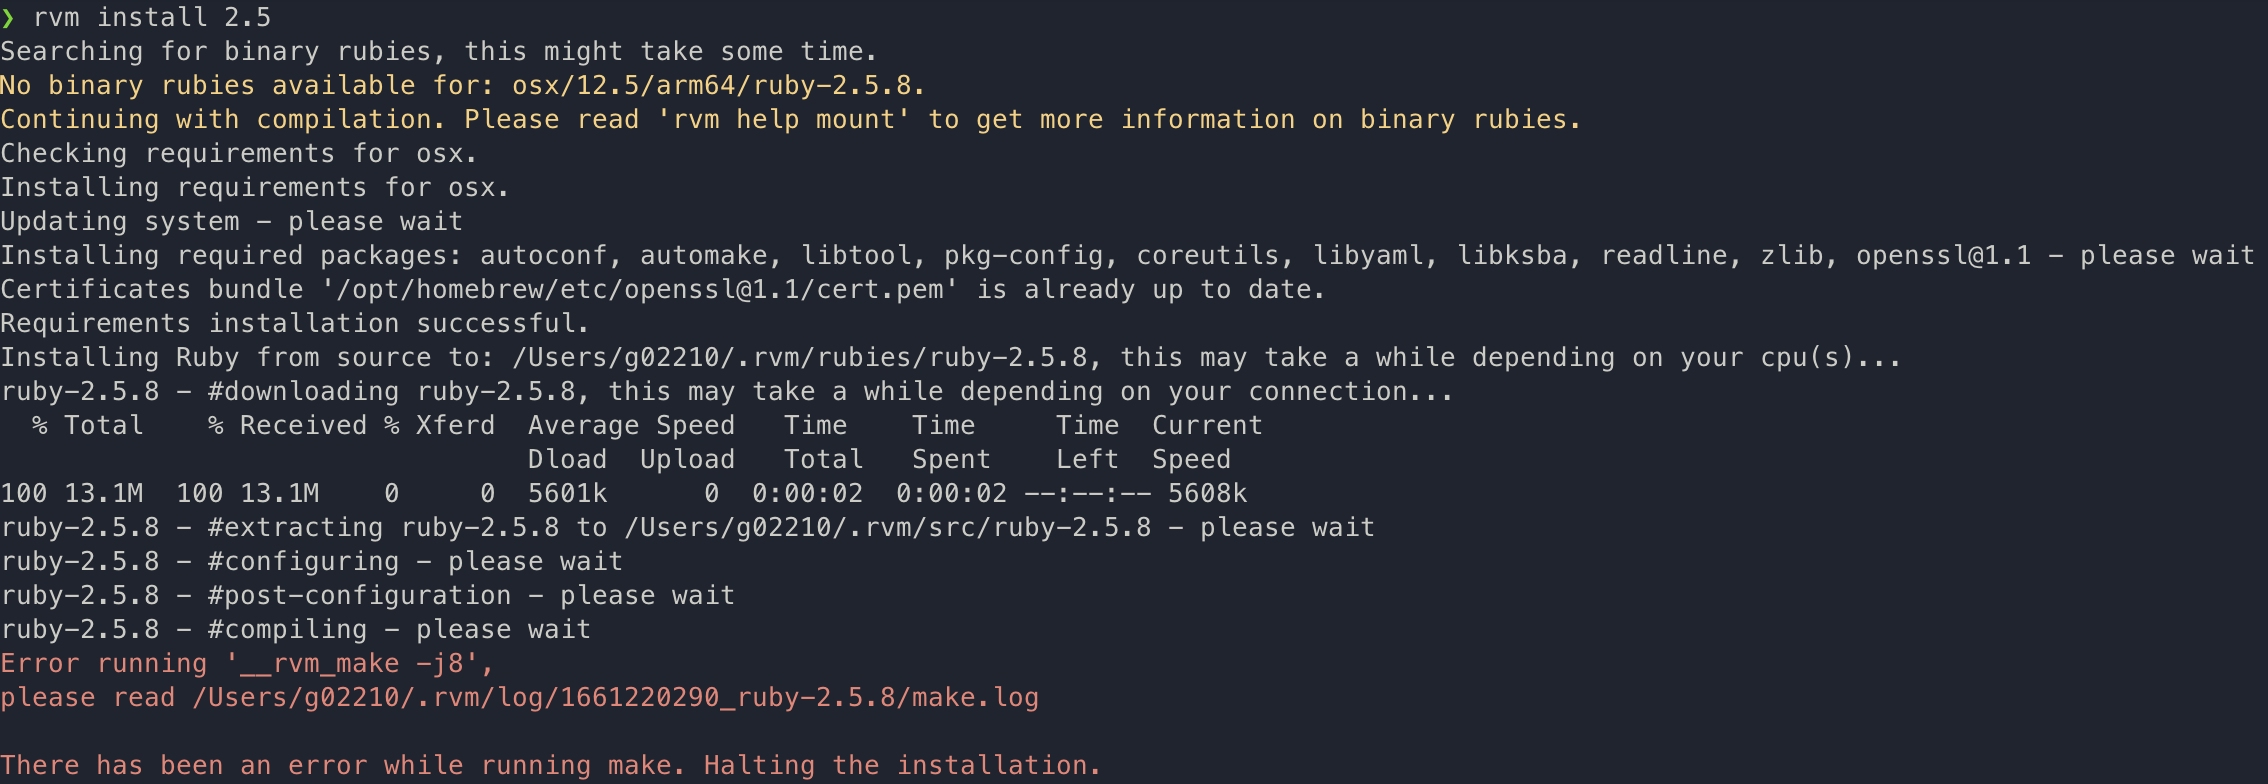 ❯ rvm install 2.5
Searching for binary rubies, this might take some time.
No binary rubies available for: osx/12.5/arm64/ruby-2.5.8.
Continuing with compilation. Please read 'rvm help mount' to get more information on binary rubies.
Checking requirements for osx.
Installing requirements for osx.
Updating system - please wait
Installing required packages: autoconf, automake, libtool, pkg-config, coreutils, libyaml, libksba, readline, zlib, openssl@1.1 - please wait
Certificates bundle '/opt/homebrew/etc/openssl@1.1/cert.pem' is already up to date.
Requirements installation successful.
Installing Ruby from source to: /Users/g02210/.rvm/rubies/ruby-2.5.8, this may take a while depending on your cpu(s)...
ruby-2.5.8 - #downloading ruby-2.5.8, this may take a while depending on your connection...
  % Total    % Received % Xferd  Average Speed   Time    Time     Time  Current
                                 Dload  Upload   Total   Spent    Left  Speed
100 13.1M  100 13.1M    0     0  5601k      0  0:00:02  0:00:02 --:--:-- 5608k
ruby-2.5.8 - #extracting ruby-2.5.8 to /Users/g02210/.rvm/src/ruby-2.5.8 - please wait
ruby-2.5.8 - #configuring - please wait
ruby-2.5.8 - #post-configuration - please wait
ruby-2.5.8 - #compiling - please wait
Error running '__rvm_make -j8',
please read /Users/g02210/.rvm/log/1661220290_ruby-2.5.8/make.log

There has been an error while running make. Halting the installation.